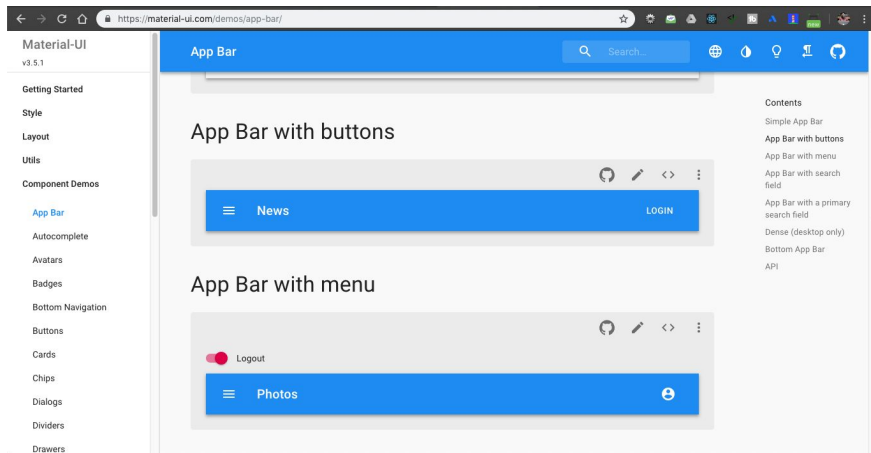 https://material-ui.com/demos/app-bar/
Material-UI
v3.5.1
Getting Started
Style
Layout
Utils
Component Demos
App Bar
Autocomplete
Avatars
Badges
Bottom Navigation
Buttons
Cards
Chips
Dialogs
Dividers
Drawers
App Bar
Search...
App Bar with buttons
News
LOGIN
App Bar with menu
Logout
Photos
Contents
Simple App Bar
App Bar with buttons
App Bar with menu
App Bar with search
field
App Bar with a primary
search field
Dense (desktop only)
Bottom App Bar
API